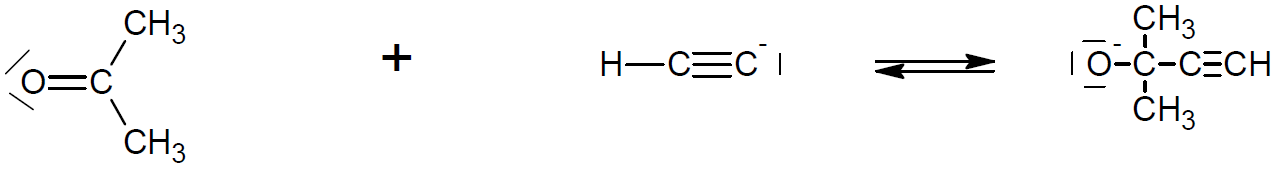 CH3 CH3
O=C + H—C≡C- ⇌ O- -C-C≡CH
CH3 CH3